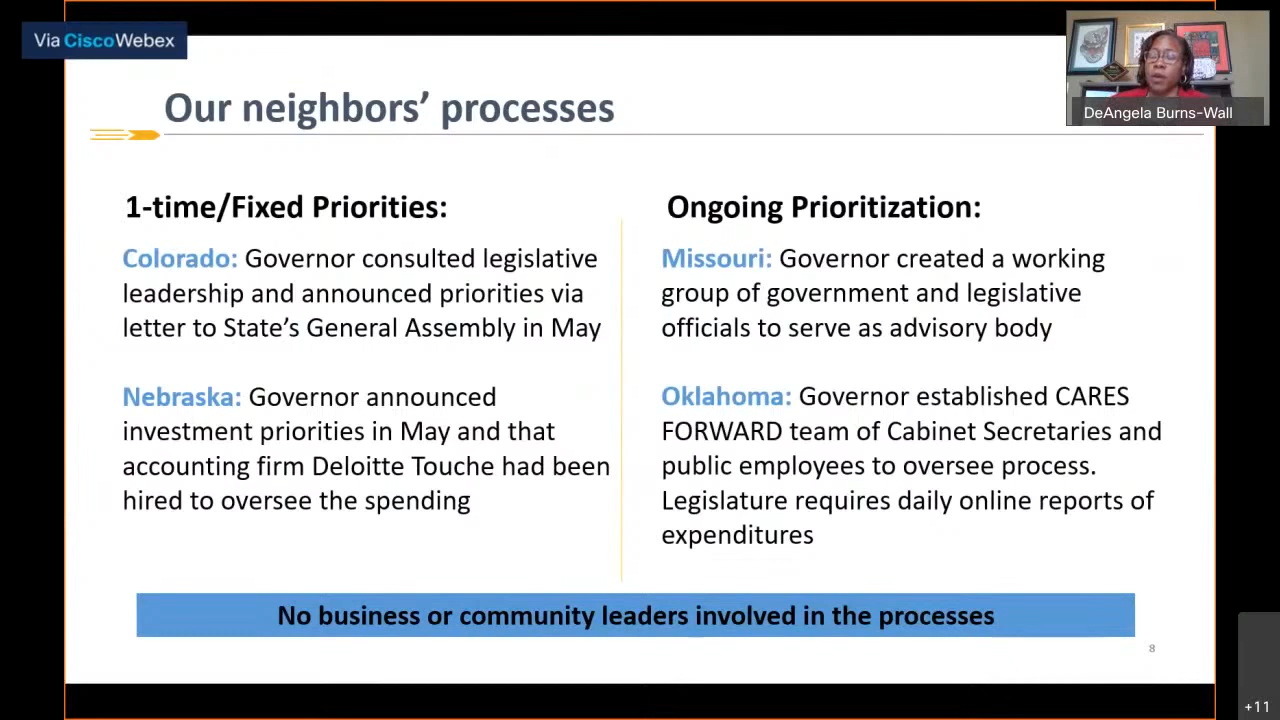 Via CiscoWebex
DeAngela Burns-Wall
Our neighbors’ processes
1-time/Fixed Priorities:
Colorado: Governor consulted legislative
leadership and announced priorities via
letter to State’s General Assembly in May
Nebraska: Governor announced
investment priorities in May and that
accounting firm Deloitte Touche had been
hired to oversee the spending
Ongoing Prioritization:
Missouri: Governor created a working
group of government and legislative
officials to serve as advisory body
Oklahoma: Governor established CARES
FORWARD team of Cabinet Secretaries and
public employees to oversee process.
Legislature requires daily online reports of
expenditures
No business or community leaders involved in the processes
8
+11